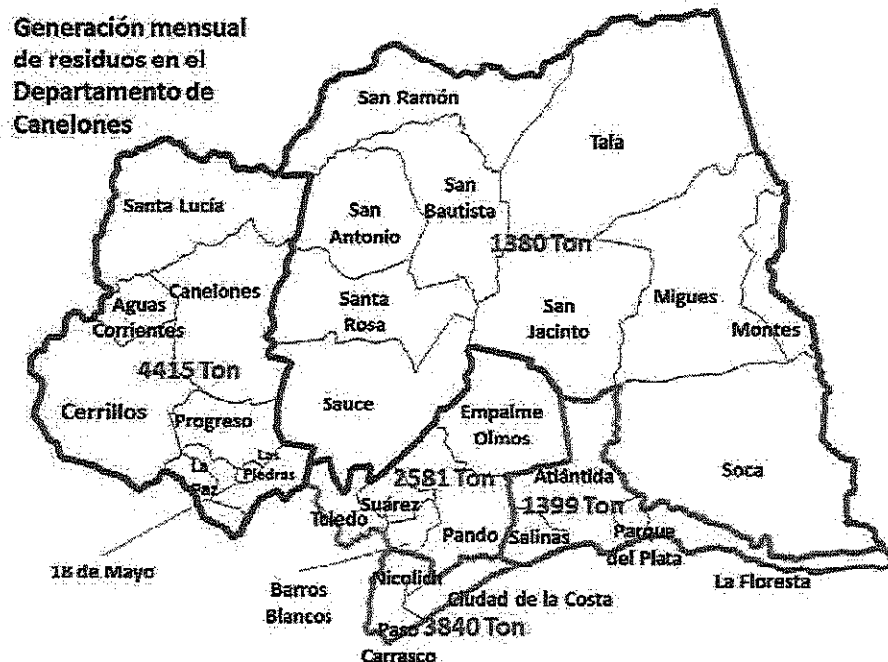 Generación mensual
de residuos en el
Departamento de
Canelones
San Ramón
Tala
Santa Lucía
San
Antonio
San
Bautista
1380 Ton
Canelones
Aguas
Corrientes
Santa
Rosa
San
Jacinto
Migues
Montes
4415 Ton
Cerrillos
Progreso
Sauce
Empalme
Olmos
La
Paz
Las
Piedras
2581 Ton
Atlántida
Soca
Toledo
Suárez
1399 Ton
Pando
Salinas
Parque
del Plata
18 de Mayo
Barros
Blancos
Nicolich
La Floresta
Ciudad de la Costa
Paso
Carrasco
3840 Ton